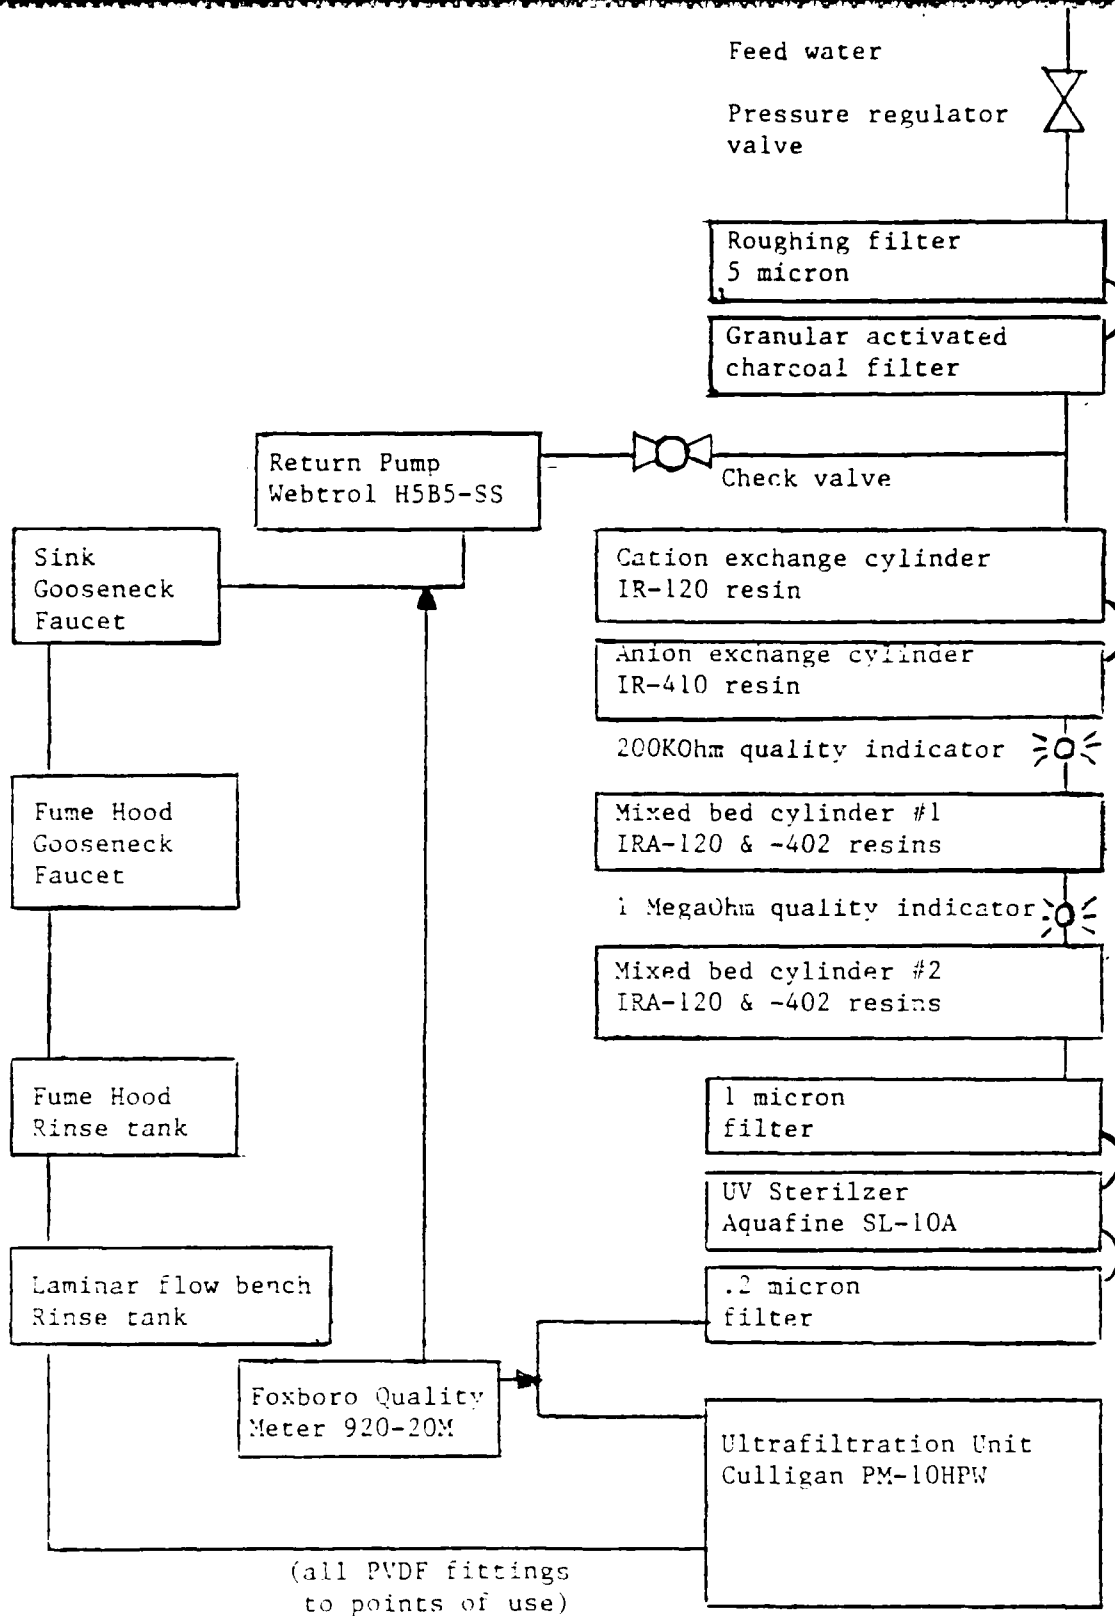 Feed water
Pressure regulator
valve
Roughing filter
5 micron
Granular activated
charcoal filter
Return Pump
Webtrol H5B5-SS
Check valve
Sink
Gooseneck
Faucet
Cation exchange cylinder
IR-120 resin
Anion exchange cylinder
IR-410 resin
200KOhm quality indicator
Fume Hood
Gooseneck
Faucet
Mixed bed cylinder #1
IRA-120 & -402 resins
1 MegaOhm quality indicator
Mixed bed cylinder #2
IRA-120 & -402 resins
Fume Hood
Rinse tank
1 micron
filter
UV Sterilzer
Aquafine SL-10A
Laminar flow bench
Rinse tank
.2 micron
filter
Foxboro Quality
Meter 920-20M
Ultrafiltration Unit
Culligan PM-10HPW
(all PVDF fittings
to points of use)